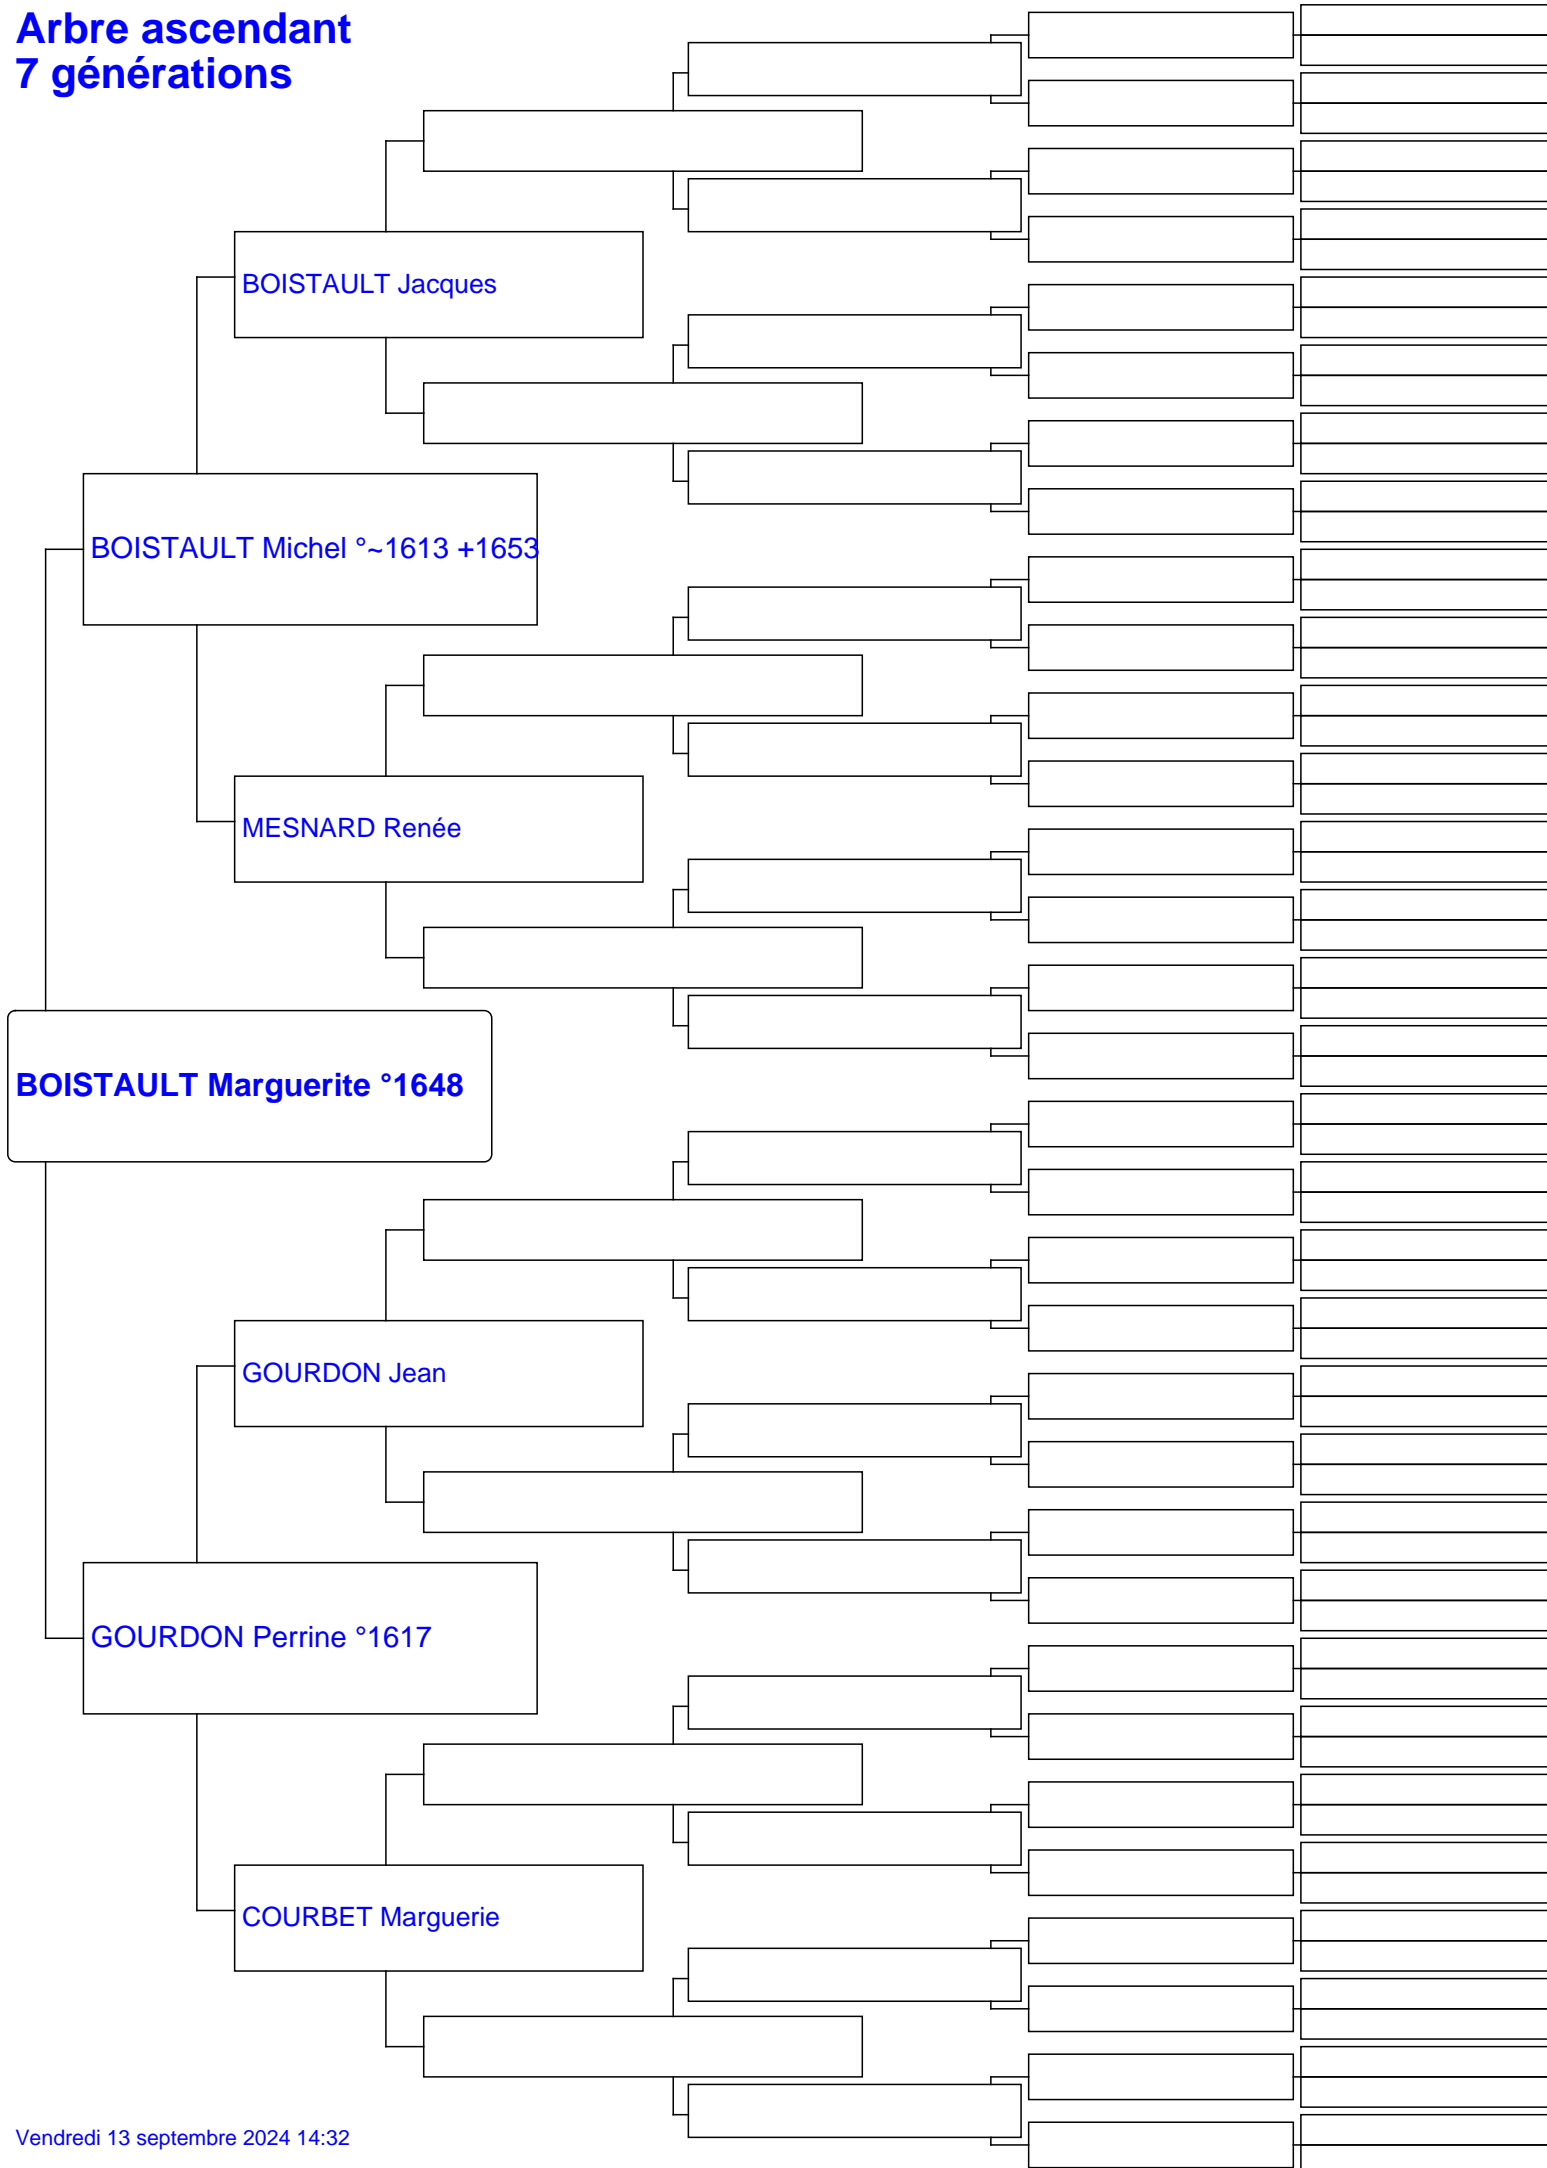 Arbre ascendant
7 générations
BOISTAULT Jacques
BOISTAULT Michel °~1613 +1653
MESNARD Renée
BOISTAULT Marguerite °1648
GOURDON Jean
GOURDON Perrine °1617
COURBET Marguerie
Vendredi 13 septembre 2024 14:32